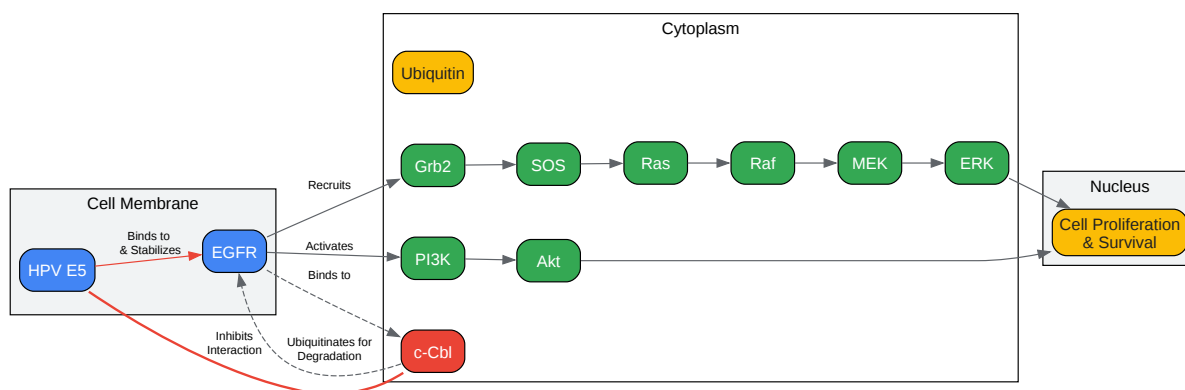 Cytoplasm
Ubiquitin
Grb2
SOS
Ras
Raf
MEK
ERK
Recruits
Nucleus
Cell Proliferation
& Survival
Cell Membrane
Binds to
& Stabilizes
HPV E5
EGFR
Activates
PI3K
Akt
Binds to
Inhibits
Interaction
Ubiquitinates for
Degradation
c-Cbl